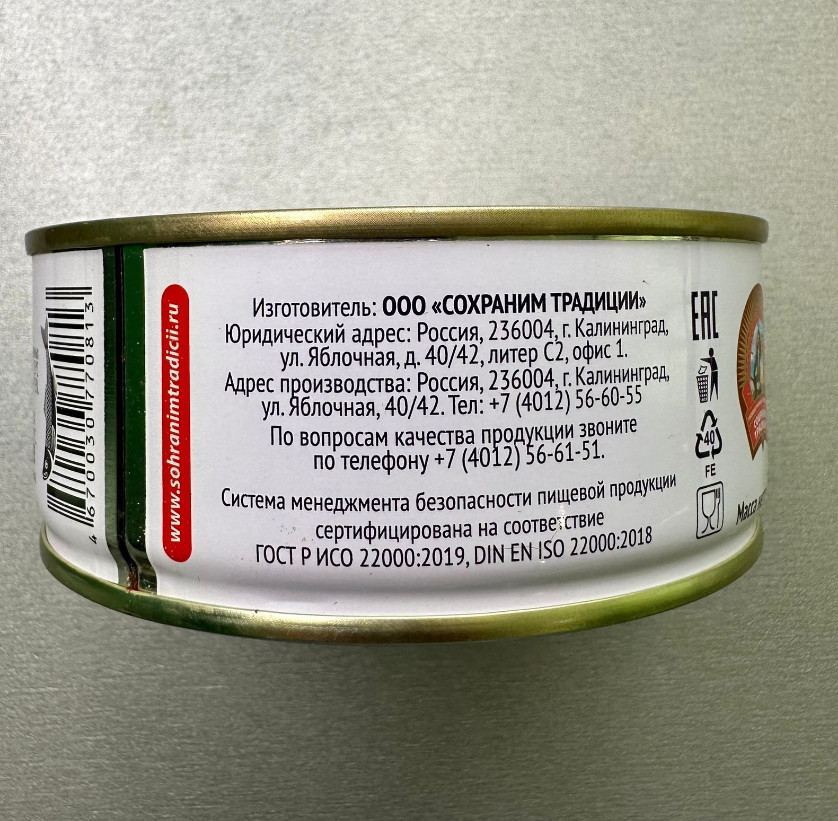 4 670030 770813
www.sohranimtradicii.ru
Изготовитель: ООО «СОХРАНИМ ТРАДИЦИИ»
Юридический адрес: Россия, 236004, г. Калининград,
ул. Яблочная, д. 40/42, литер С2, офис 1.
Адрес производства: Россия, 236004, г. Калининград,
ул. Яблочная, 40/42. Тел: +7 (4012) 56-60-55
По вопросам качества продукции звоните
по телефону +7 (4012) 56-61-51.
Система менеджмента безопасности пищевой продукции
сертифицирована на соответствие
ГОСТ Р ИСО 22000:2019, DIN EN ISO 22000:2018
EAC
40
FE
Масса